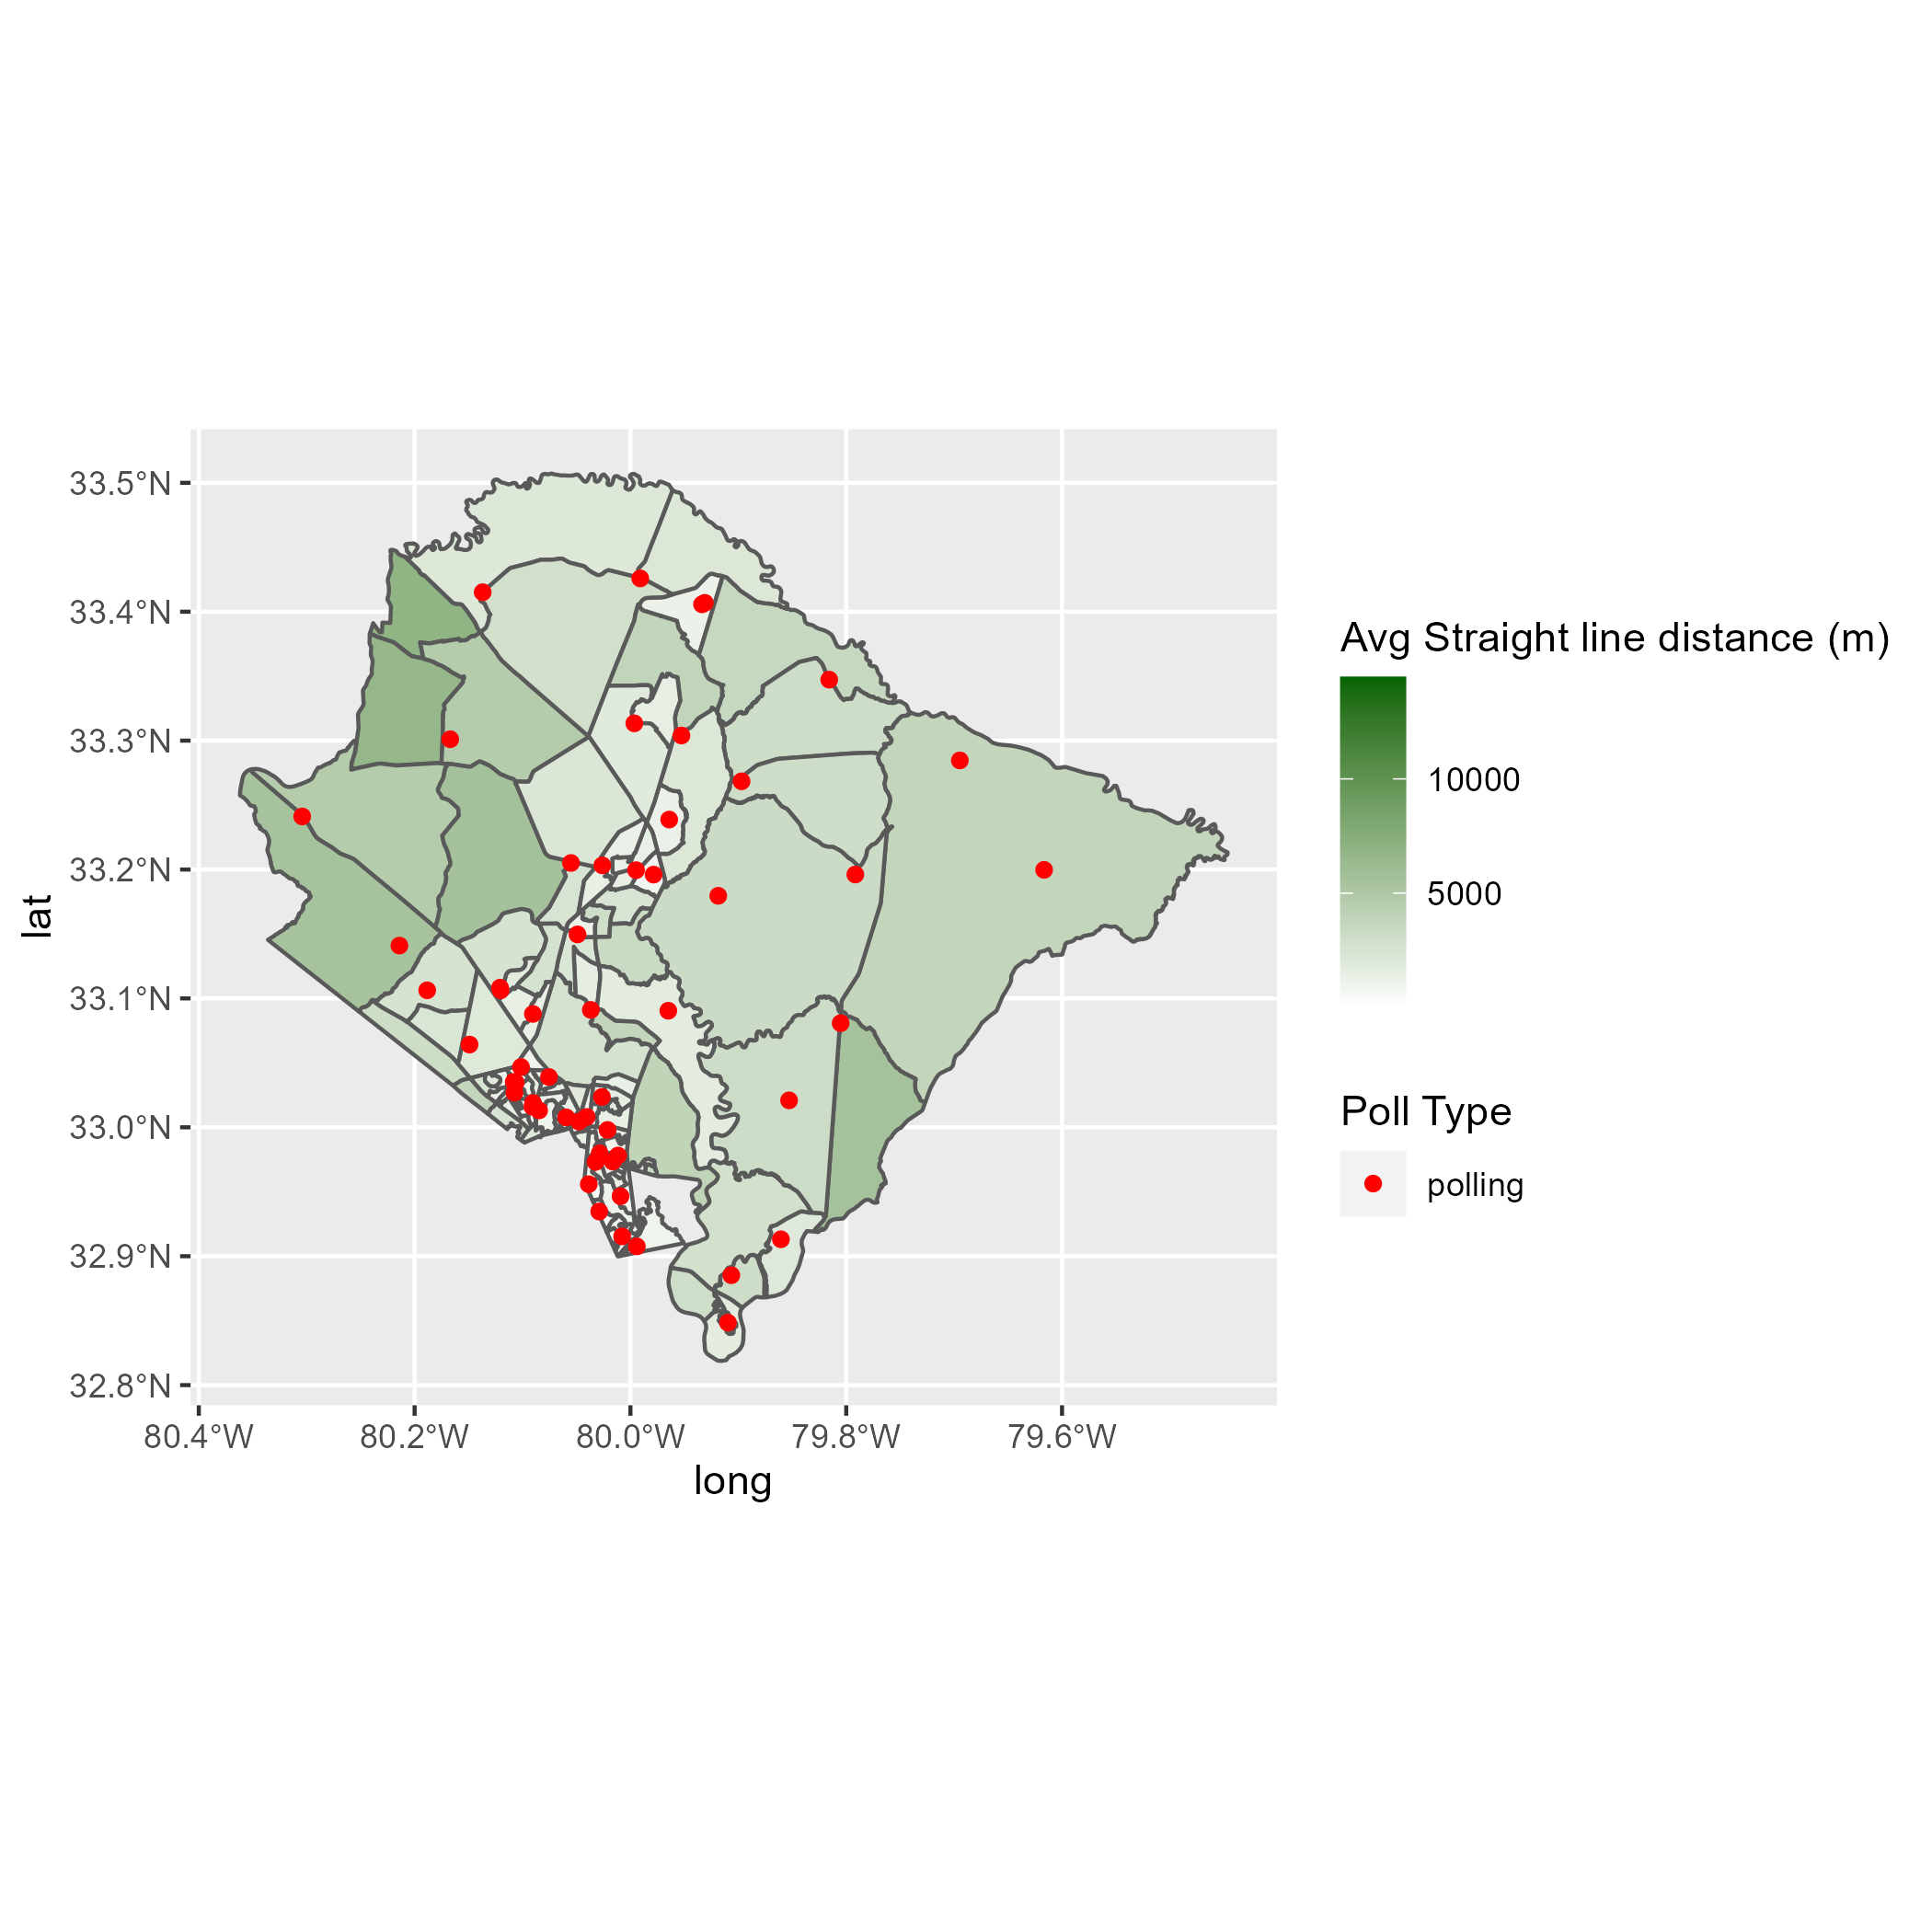 33.5°N
33.4°N
33.3°N
33.2°N
33.1°N
33.0°N
32.9°N
32.8°N
lat
80.4°W 80.2°W 80.0°W 79.8°W 79.6°W
long
Avg Straight line distance (m)
10000
5000
Poll Type
polling